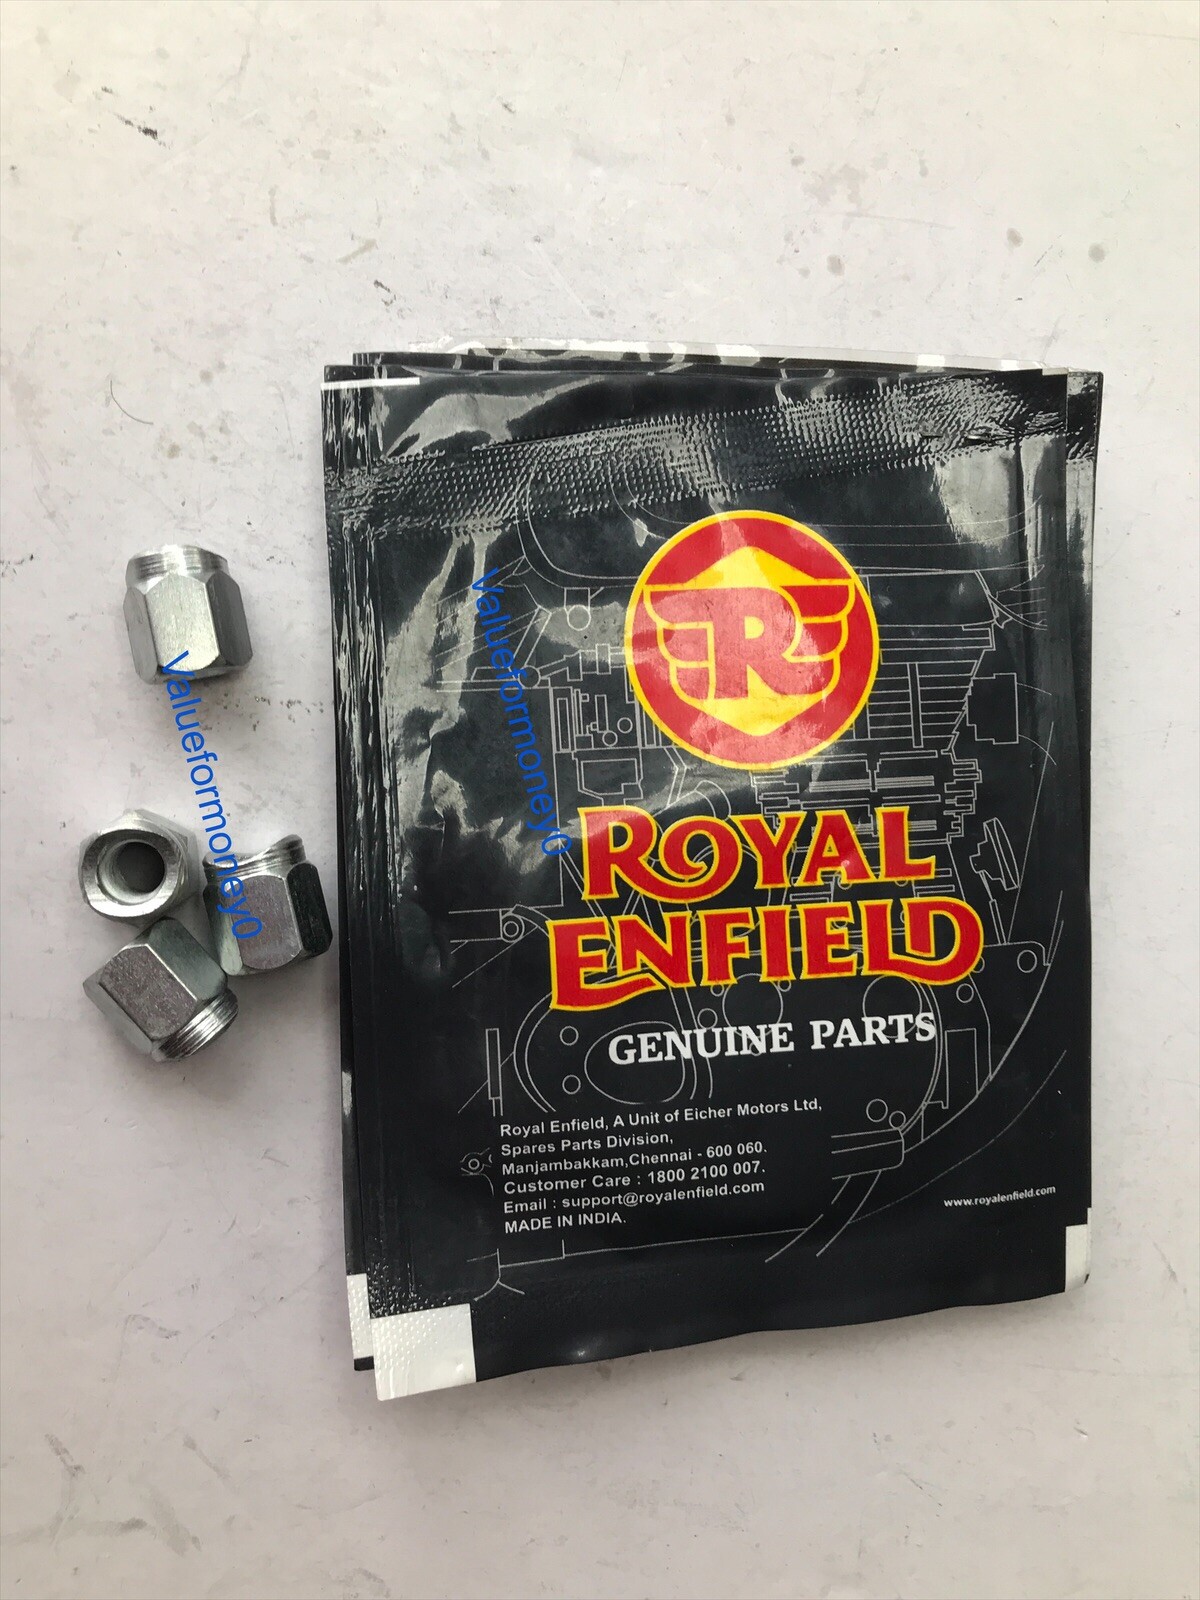 R
ROYAL
ENFIELD
GENUINE PARTS
Royal Enfield, A Unit of Eicher Motors Ltd,
Spares Parts Division,
Manjambakkam,Chennai - 600 060.
Customer Care : 1800 2100 007.
Email : support@royalenfield.com
MADE IN INDIA.
www.royalenfield.com
Valueformoney0
Valueformoney0